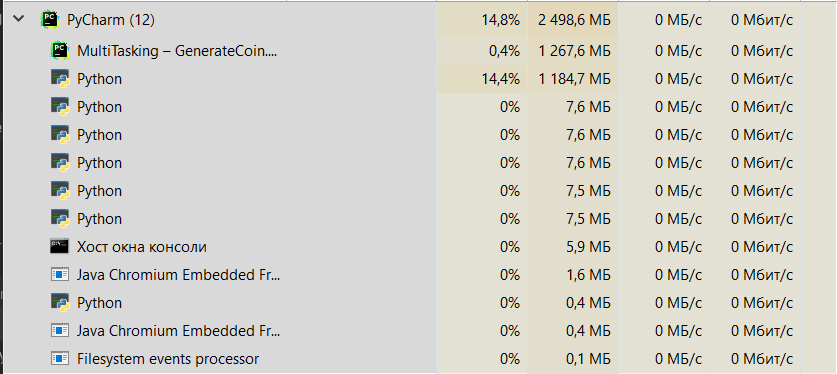 PyCharm (12) 14,8% 2 498,6 МБ 0 МБ/с 0 Мбит/с
MultiTasking – GenerateCoin.... 0,4% 1 267,6 МБ 0 МБ/с 0 Мбит/с
Python 14,4% 1 184,7 МБ 0 МБ/с 0 Мбит/с
Python 0% 7,6 МБ 0 МБ/с 0 Мбит/с
Python 0% 7,6 МБ 0 МБ/с 0 Мбит/с
Python 0% 7,6 МБ 0 МБ/с 0 Мбит/с
Python 0% 7,5 МБ 0 МБ/с 0 Мбит/с
Python 0% 7,5 МБ 0 МБ/с 0 Мбит/с
Хост окна консоли 0% 5,9 МБ 0 МБ/с 0 Мбит/с
Java Chromium Embedded Fr... 0% 1,6 МБ 0 МБ/с 0 Мбит/с
Python 0% 0,4 МБ 0 МБ/с 0 Мбит/с
Java Chromium Embedded Fr... 0% 0,4 МБ 0 МБ/с 0 Мбит/с
Filesystem events processor 0% 0,1 МБ 0 МБ/с 0 Мбит/с